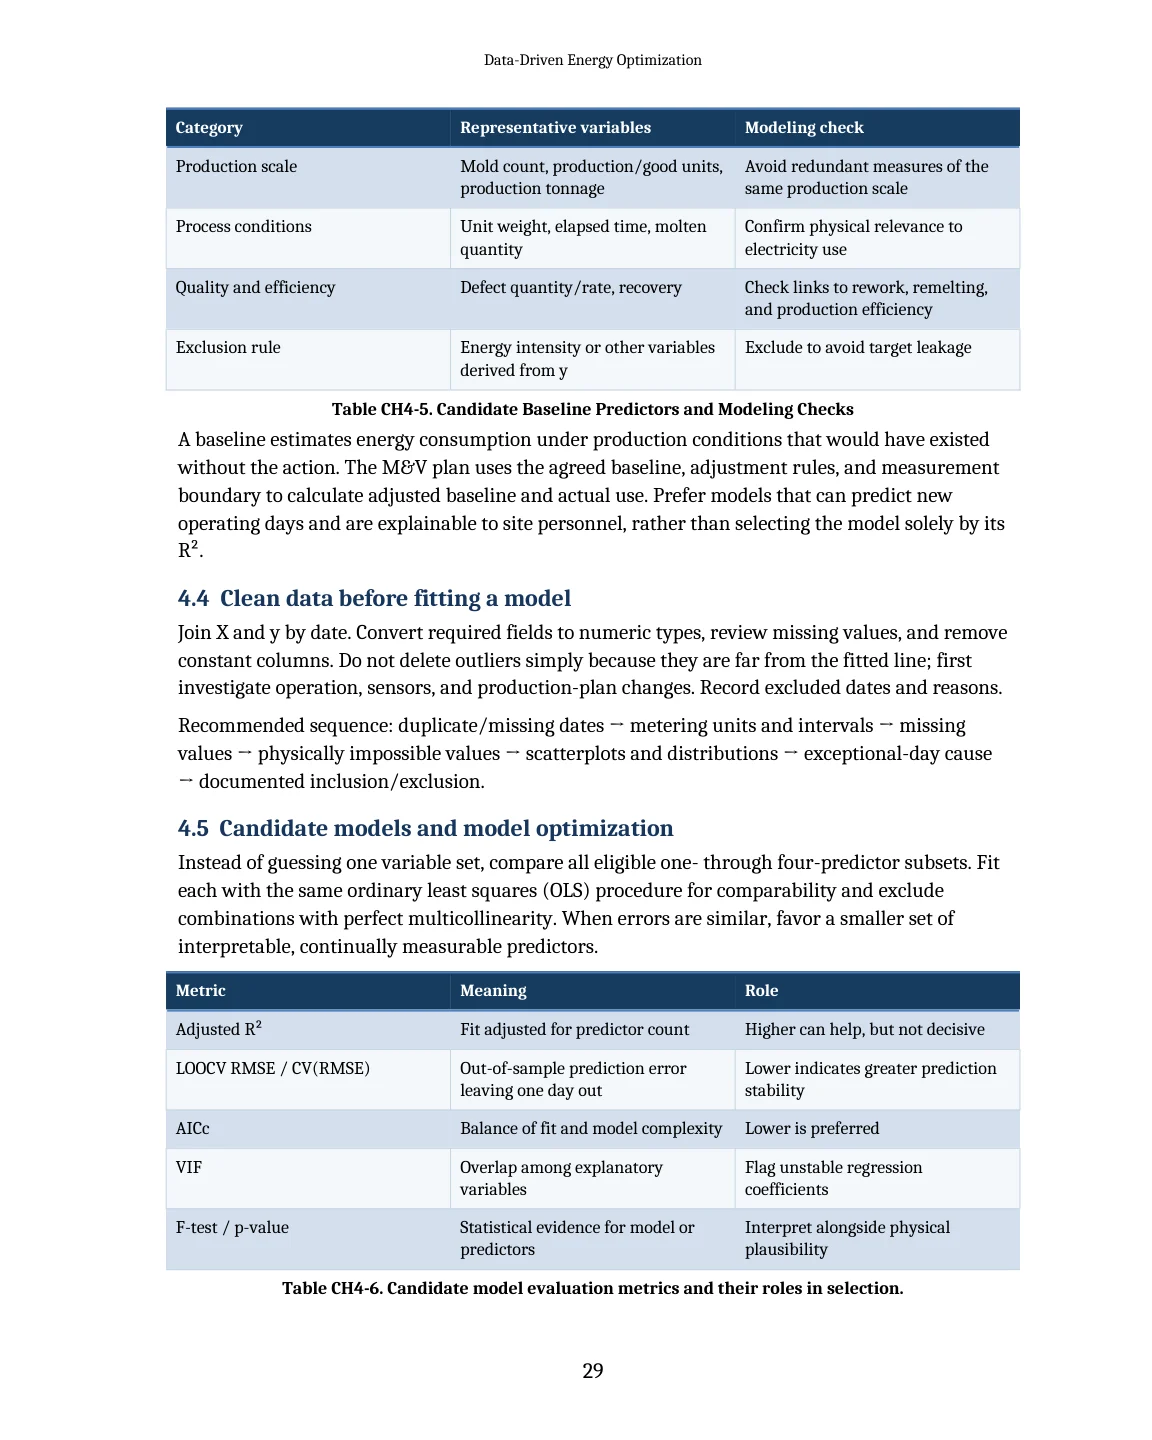 Data-Driven Energy Optimization
Category Representative variables Modeling check
Production scale Mold count, production/good units, Avoid redundant measures of the
production tonnage same production scale
Process conditions Unit weight, elapsed time, molten Confirm physical relevance to
quantity electricity use
Quality and efficiency Defect quantity/rate, recovery Check links to rework, remelting,
and production efficiency
Exclusion rule Energy intensity or other variables Exclude to avoid target leakage
derived from y
Table CH4-5. Candidate Baseline Predictors and Modeling Checks
A baseline estimates energy consumption under production conditions that would have existed
without the action. The M&V plan uses the agreed baseline, adjustment rules, and measurement
boundary to calculate adjusted baseline and actual use. Prefer models that can predict new
operating days and are explainable to site personnel, rather than selecting the model solely by its
R².
4.4 Clean data before fitting a model
Join X and y by date. Convert required fields to numeric types, review missing values, and remove
constant columns. Do not delete outliers simply because they are far from the fitted line; first
investigate operation, sensors, and production-plan changes. Record excluded dates and reasons.
Recommended sequence: duplicate/missing dates → metering units and intervals → missing
values → physically impossible values → scatterplots and distributions → exceptional-day cause
→ documented inclusion/exclusion.
4.5 Candidate models and model optimization
Instead of guessing one variable set, compare all eligible one- through four-predictor subsets. Fit
each with the same ordinary least squares (OLS) procedure for comparability and exclude
combinations with perfect multicollinearity. When errors are similar, favor a smaller set of
interpretable, continually measurable predictors.
Metric Meaning Role
Adjusted R² Fit adjusted for predictor count Higher can help, but not decisive
LOOCV RMSE / CV(RMSE) Out-of-sample prediction error Lower indicates greater prediction
leaving one day out stability
AICc Balance of fit and model complexity Lower is preferred
VIF Overlap among explanatory Flag unstable regression
variables coefficients
F-test / p-value Statistical evidence for model or Interpret alongside physical
predictors plausibility
Table CH4-6. Candidate model evaluation metrics and their roles in selection.
29